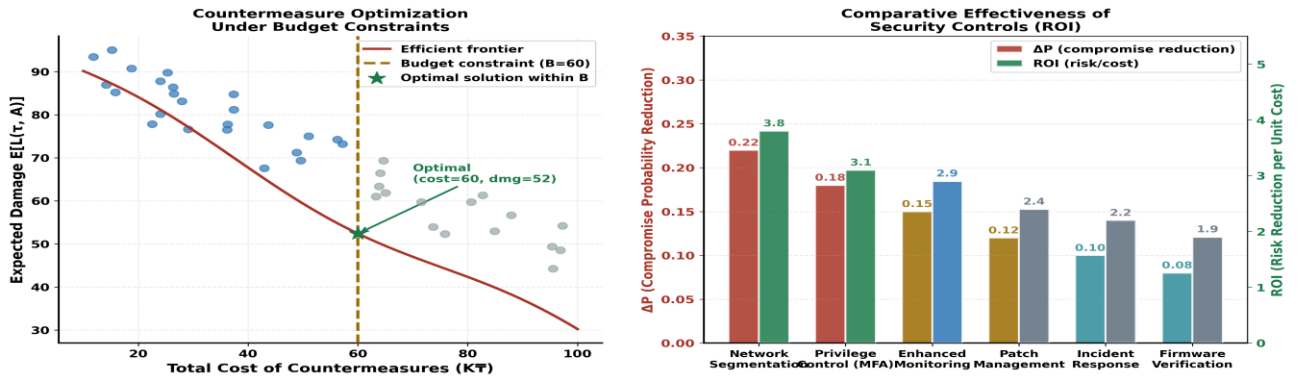 Countermeasure Optimization
Under Budget Constraints
Expected Damage E[L(τ, A)]
90
80
70
60
50
40
30
Efficient frontier
Budget constraint (B=60)
Optimal solution within B
Optimal
(cost=60, dmg=52)
20
40
60
80
100
Total Cost of Countermeasures (K₸)
Comparative Effectiveness of
Security Controls (ROI)
ΔP (Compromise Probability Reduction)
0.35
0.30
0.25
0.20
0.15
0.10
0.05
0.00
ΔP (compromise reduction)
ROI (risk/cost)
0.22
3.8
0.18
3.1
0.15
2.9
0.12
2.4
0.10
2.2
0.08
1.9
Network
Segmentation
Privilege
Control (MFA)
Enhanced
Monitoring
Patch
Management
Incident
Response
Firmware
Verification
5
4
3
2
1
0
ROI (Risk Reduction per Unit Cost)